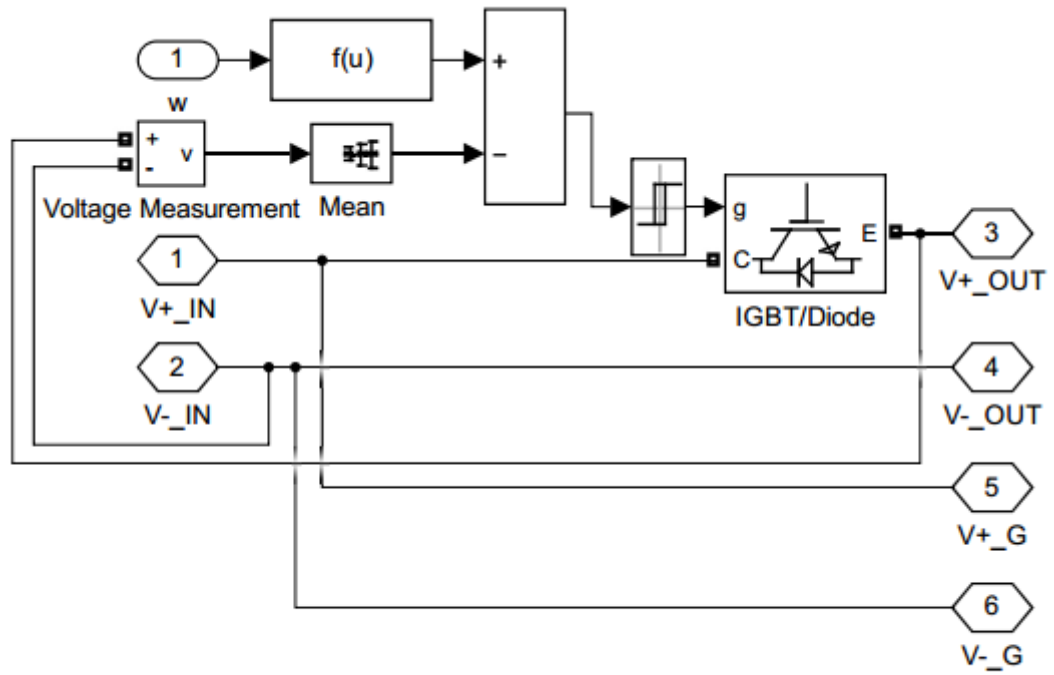 1
f(u)
+
w
−
+
v
-
Voltage Measurement
Mean
g
C
E
IGBT/Diode
1
V+_IN
3
V+_OUT
2
V-_IN
4
V-_OUT
5
V+_G
6
V-_G